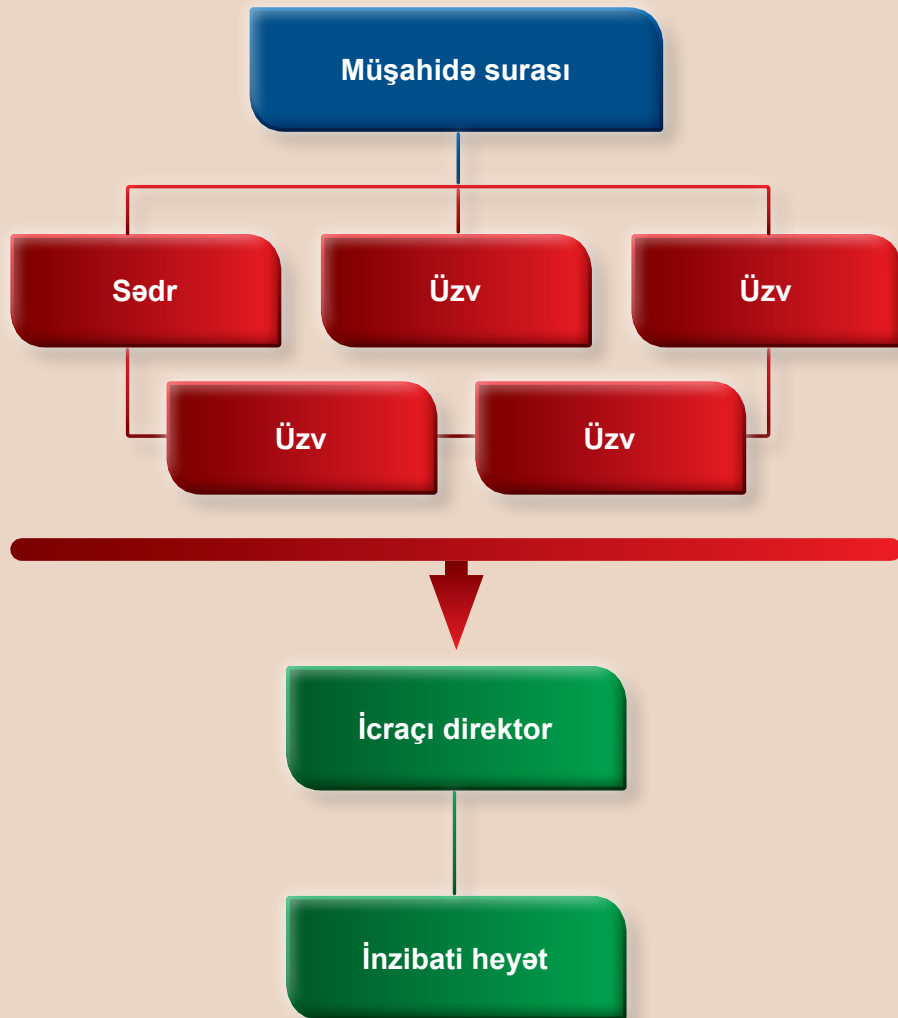 Müşahidə surası
Sədr
Üzv
Üzv
Üzv
Üzv
İcraçı direktor
İnzibati heyət